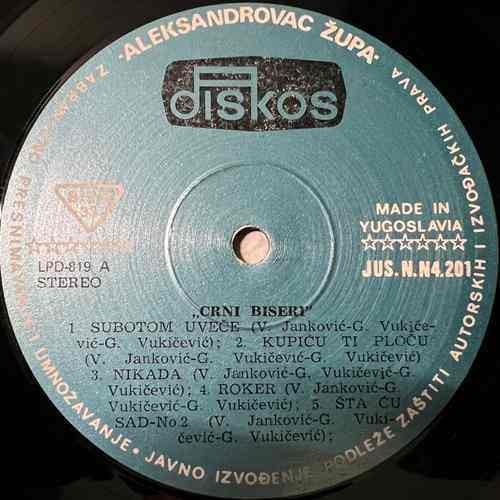 ·ALEKSANDROVAC ŽUPA·
diskos
MADE IN
YUGOSLAVIA
☆☆☆☆☆☆
JUS. N.N4.201
LPD-819 A
STEREO
„CRNI BISERI"
1 SUBOTOM UVEČE (V. Janković-G. Vukiče-
vić-G. Vukičević); 2. KUPIĆU TI PLOČU
(V. Janković-G. Vukičević-G. Vukičević)
3. NIKADA (V. Janković-G. Vukićević-G.
Vukičević); 4. ROKER (V. Janković-G.
Vukičević-G. Vukičević); 5. ŠTA ĆU
SAD-No.2 (V. Janković-G. Vuki-
čević-G. Vukičević);
PRESNIMAVANJE I UMNOŽAVANJE · JAVNO IZVOĐENJE PODLEŽE ZAŠTITI AUTORSKIH I IZVOĐAČKIH PRAVA